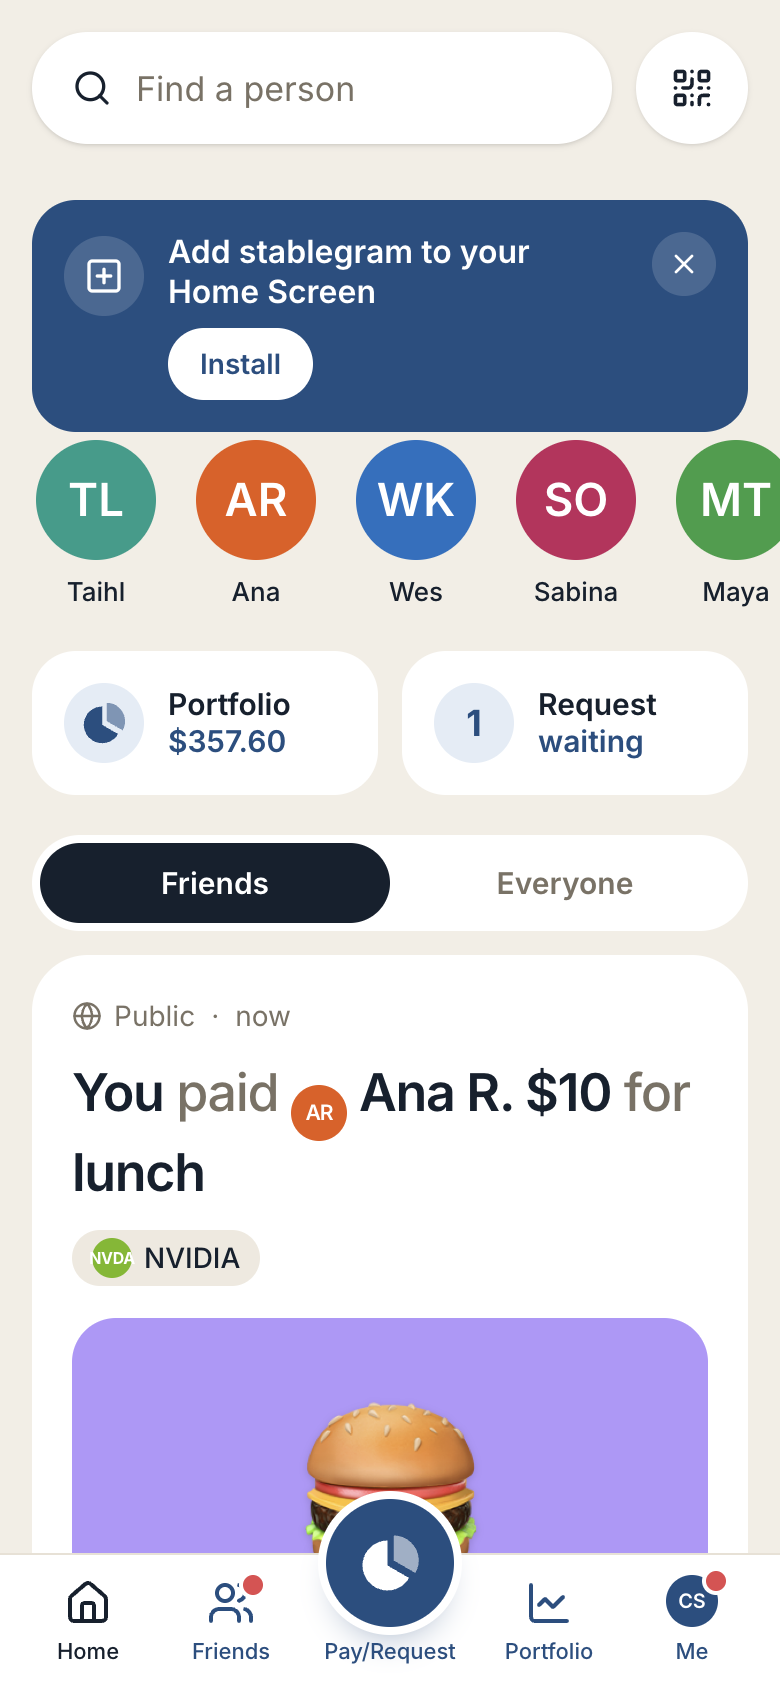 Find a person
Add stablegram to your
Home Screen
Install
TL
AR
WK
SO
MT
Taihl
Ana
Wes
Sabina
Maya
Portfolio
$357.60
1
Request
waiting
Friends
Everyone
Public · now
You paid AR Ana R. $10 for
lunch
NVDA NVIDIA
Home
Friends
Pay/Request
Portfolio
CS
Me